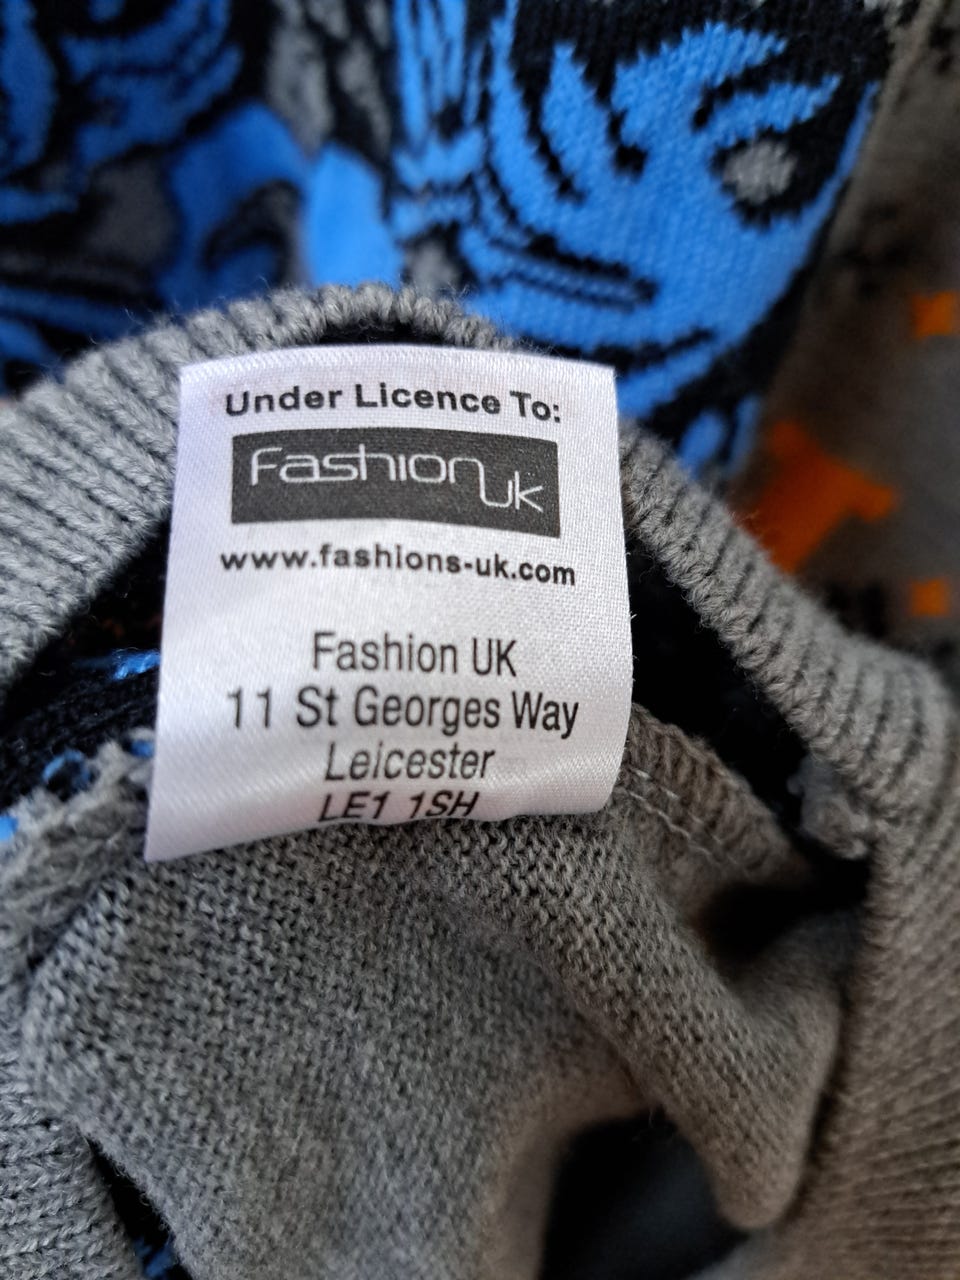 Under Licence To:
Fashion uk
www.fashions-uk.com
Fashion UK
11 St Georges Way
Leicester
LE1 1SH